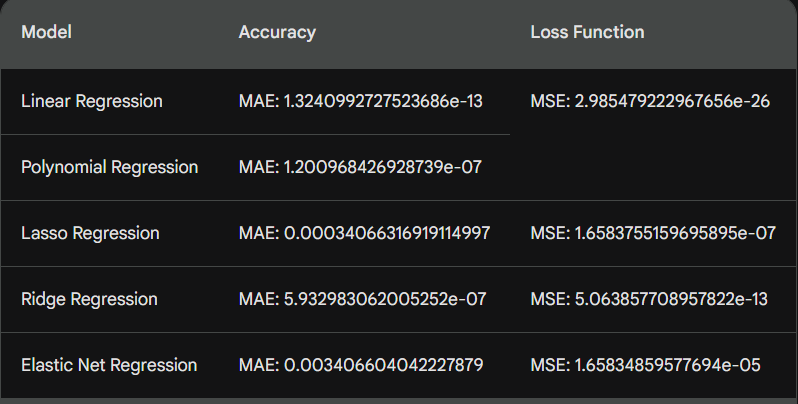 Model Accuracy Loss Function
Linear Regression MAE: 1.3240992727523686e-13 MSE: 2.985479222967656e-26
Polynomial Regression MAE: 1.200968426928739e-07
Lasso Regression MAE: 0.00034066316919114997 MSE: 1.6583755159695895e-07
Ridge Regression MAE: 5.932983062005252e-07 MSE: 5.063857708957822e-13
Elastic Net Regression MAE: 0.003406604042227879 MSE: 1.65834859577694e-05